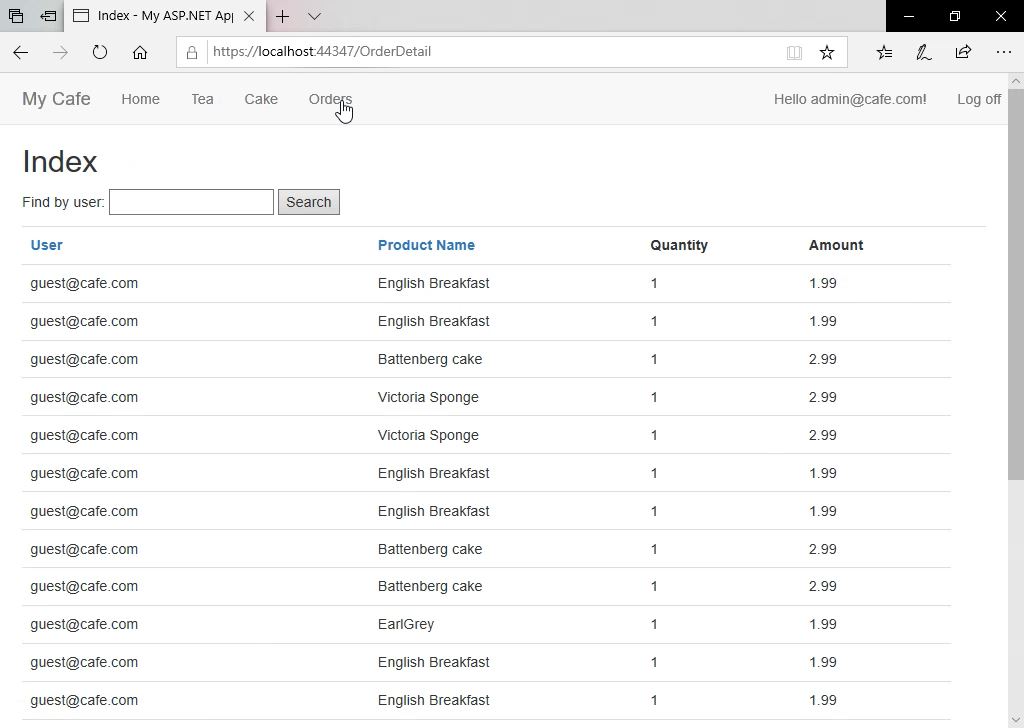 Index - My ASP.NET Ap
https://localhost:44347/OrderDetail
My Cafe Home Tea Cake Orders Hello admin@cafe.com! Log off
Index
Find by user: Search
User Product Name Quantity Amount
guest@cafe.com English Breakfast 1 1.99
guest@cafe.com English Breakfast 1 1.99
guest@cafe.com Battenberg cake 1 2.99
guest@cafe.com Victoria Sponge 1 2.99
guest@cafe.com Victoria Sponge 1 2.99
guest@cafe.com English Breakfast 1 1.99
guest@cafe.com English Breakfast 1 1.99
guest@cafe.com Battenberg cake 1 2.99
guest@cafe.com Battenberg cake 1 2.99
guest@cafe.com EarlGrey 1 1.99
guest@cafe.com English Breakfast 1 1.99
guest@cafe.com English Breakfast 1 1.99